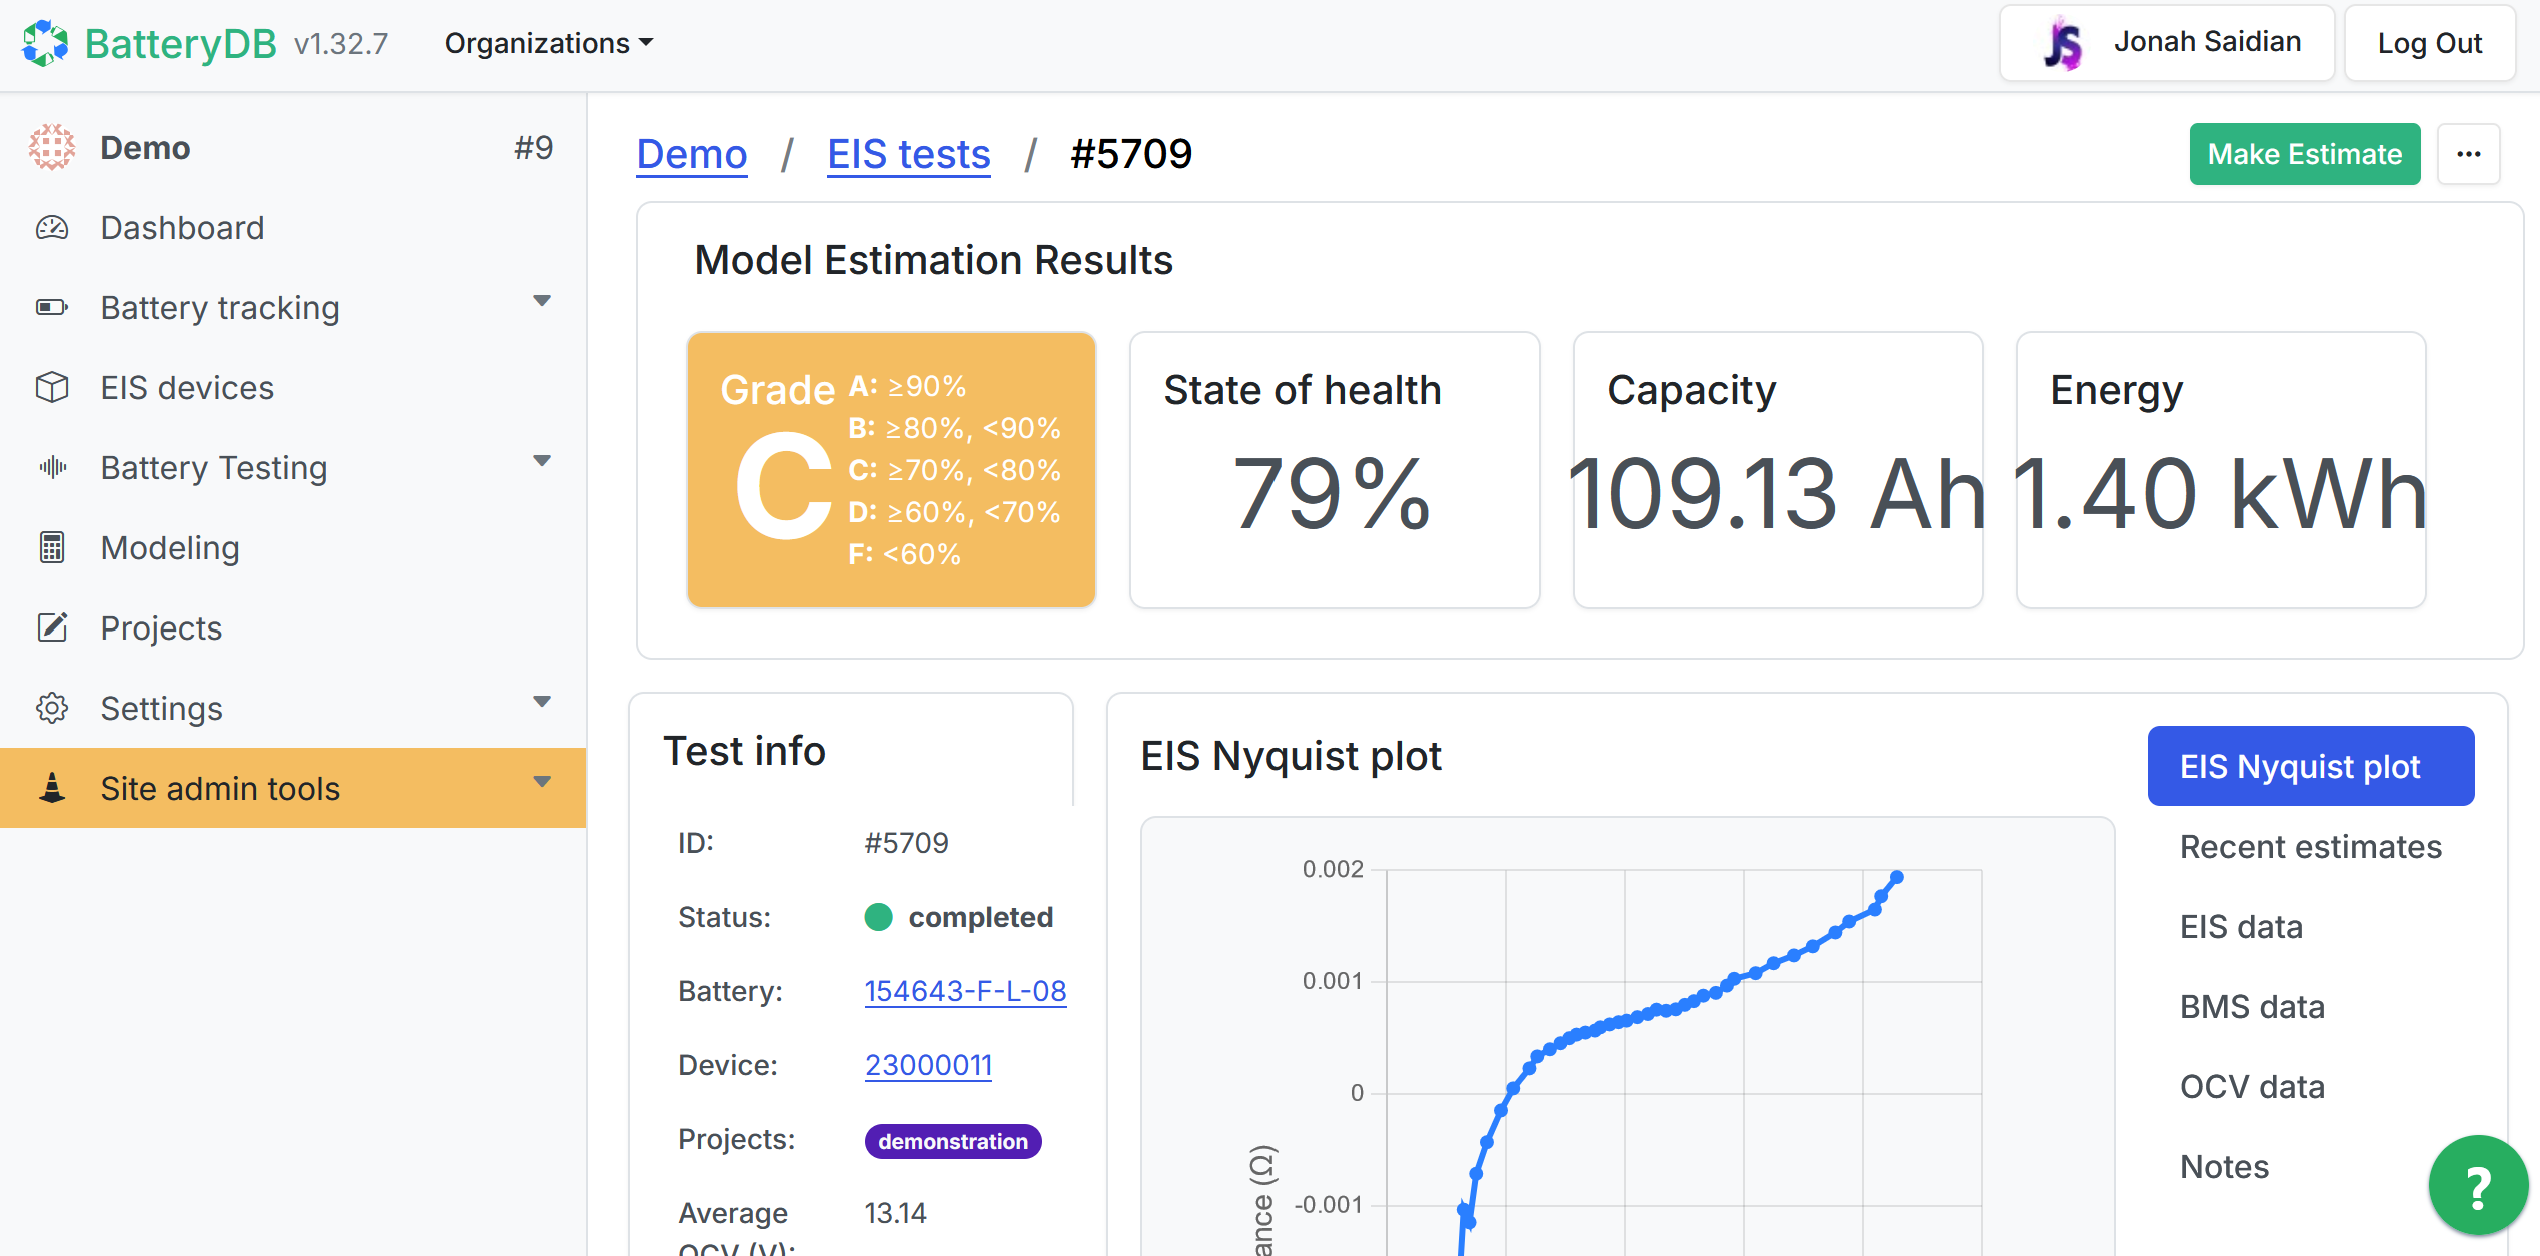 BatteryDB v1.32.7 Organizations
JS Jonah Saidian Log Out
Demo #9
Dashboard
Battery tracking
EIS devices
Battery Testing
Modeling
Projects
Settings
Site admin tools
Demo / EIS tests / #5709
Make Estimate ...
Model Estimation Results
Grade
C
A: ≥90%
B: ≥80%, <90%
C: ≥70%, <80%
D: ≥60%, <70%
F: <60%
State of health
79%
Capacity
109.13 Ah
Energy
1.40 kWh
Test info
ID: #5709
Status: completed
Battery: 154643-F-L-08
Device: 23000011
Projects: demonstration
Average 13.14
OCV (V):
EIS Nyquist plot
0.002
0.001
0
-0.001
ance (Ω)
EIS Nyquist plot
Recent estimates
EIS data
BMS data
OCV data
Notes
?